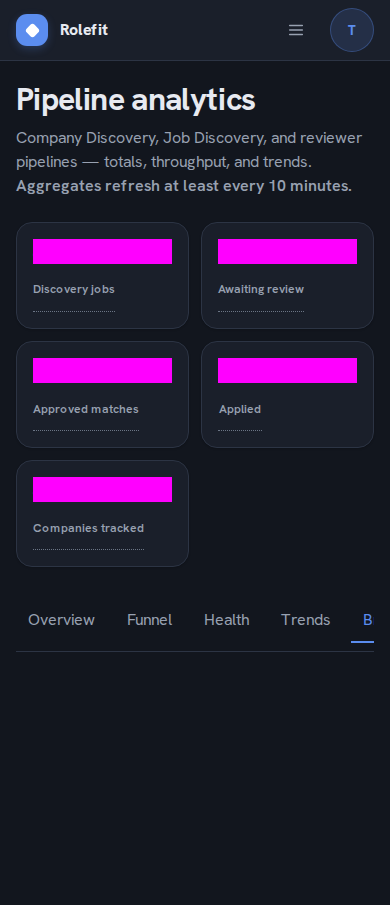 Rolefit
T
Pipeline analytics
Company Discovery, Job Discovery, and reviewer
pipelines — totals, throughput, and trends.
Aggregates refresh at least every 10 minutes.
Discovery jobs
Awaiting review
Approved matches
Applied
Companies tracked
Overview
Funnel
Health
Trends
B